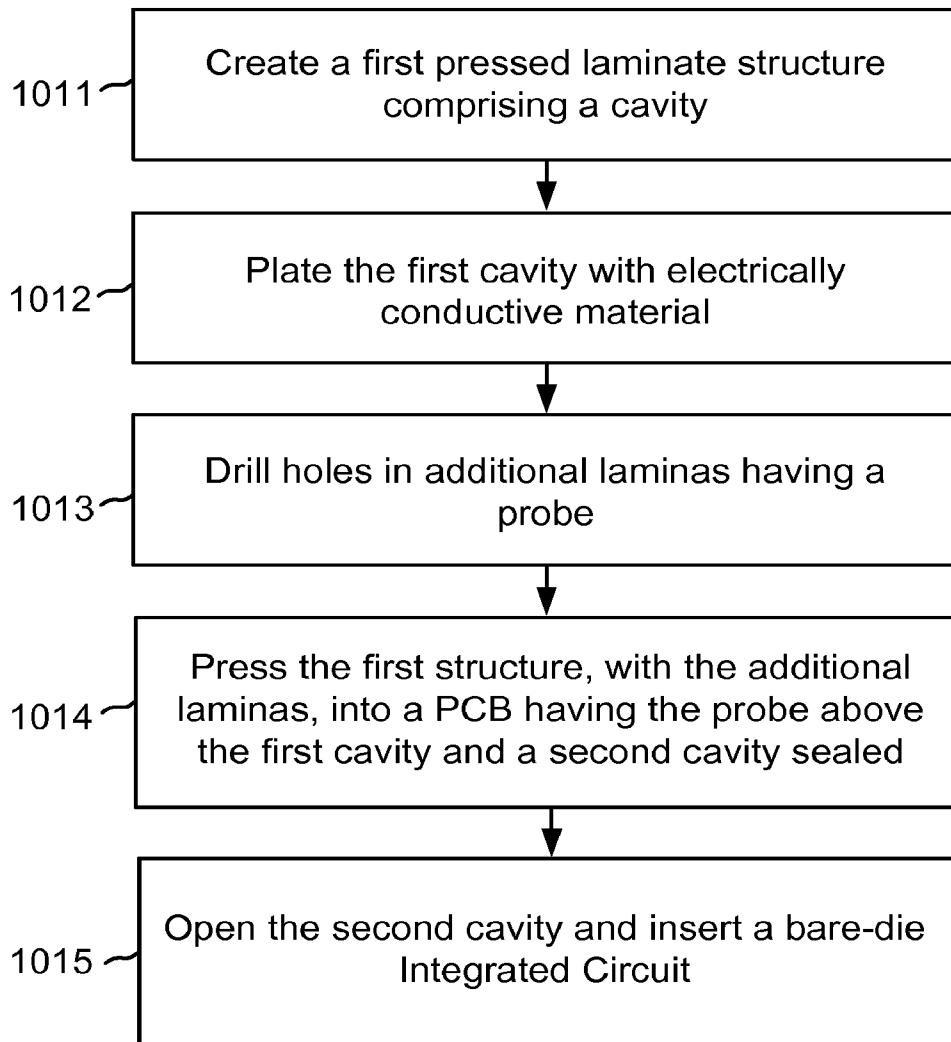 1011
Create a first pressed laminate structure
comprising a cavity
1012
Plate the first cavity with electrically
conductive material
1013
Drill holes in additional laminas having a
probe
1014
Press the first structure, with the additional
laminas, into a PCB having the probe above
the first cavity and a second cavity sealed
1015
Open the second cavity and insert a bare-die
Integrated Circuit